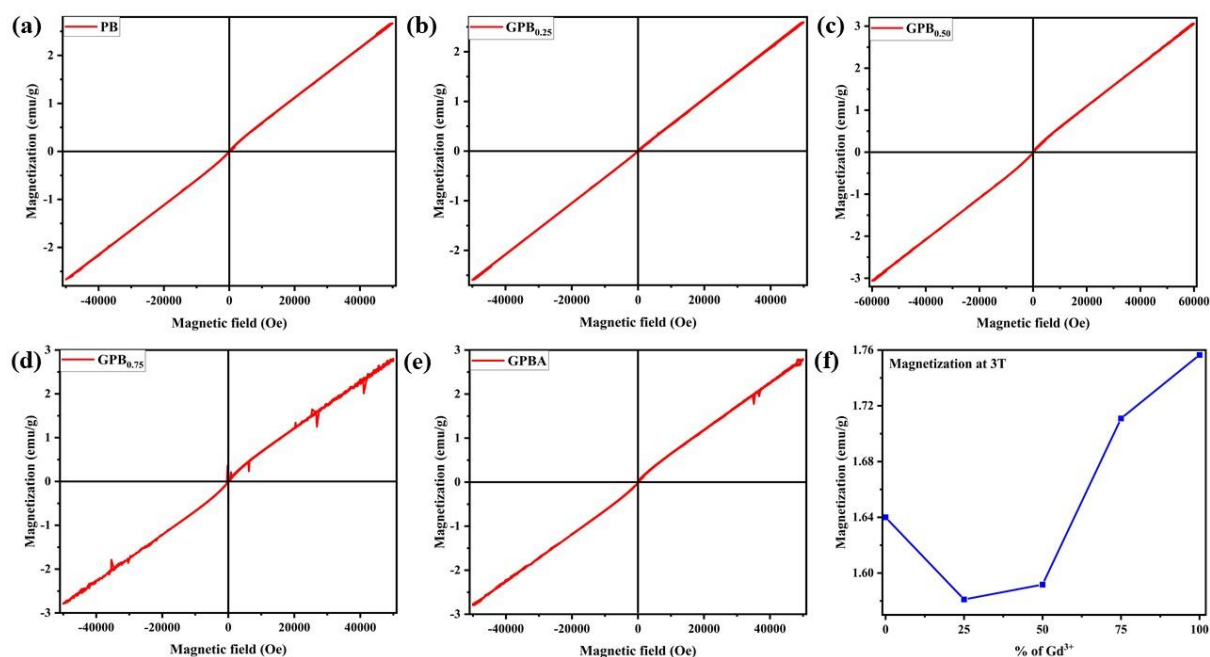 (a)
PB
Magnetization (emu/g)
2
1
0
-1
-2
-40000 -20000 0 20000 40000
Magnetic field (Oe)
(b)
GPB0.25
Magnetization (emu/g)
2
1
0
-1
-2
-40000 -20000 0 20000 40000
Magnetic field (Oe)
(c)
GPB0.50
Magnetization (emu/g)
3
2
1
0
-1
-2
-3
-60000 -40000 -20000 0 20000 40000 60000
Magnetic field (Oe)
(d)
GPB0.75
Magnetization (emu/g)
3
2
1
0
-1
-2
-3
-40000 -20000 0 20000 40000
Magnetic field (Oe)
(e)
GPBA
Magnetization (emu/g)
3
2
1
0
-1
-2
-3
-40000 -20000 0 20000 40000
Magnetic field (Oe)
(f)
Magnetization at 3T
Magnetization (emu/g)
1.76
1.72
1.68
1.64
1.60
0 25 50 75 100
% of Gd³⁺